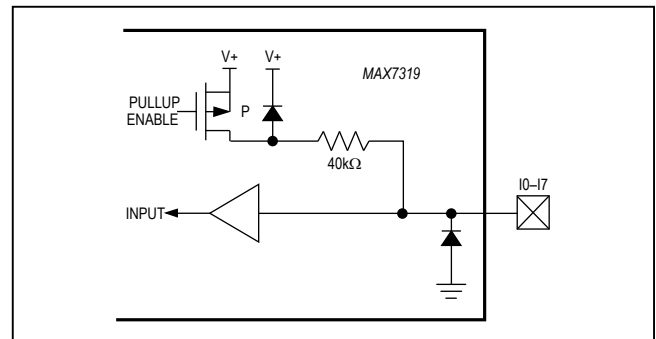 V+
V+
MAX7319
PULLUP
ENABLE
P
40kΩ
I0–I7
INPUT